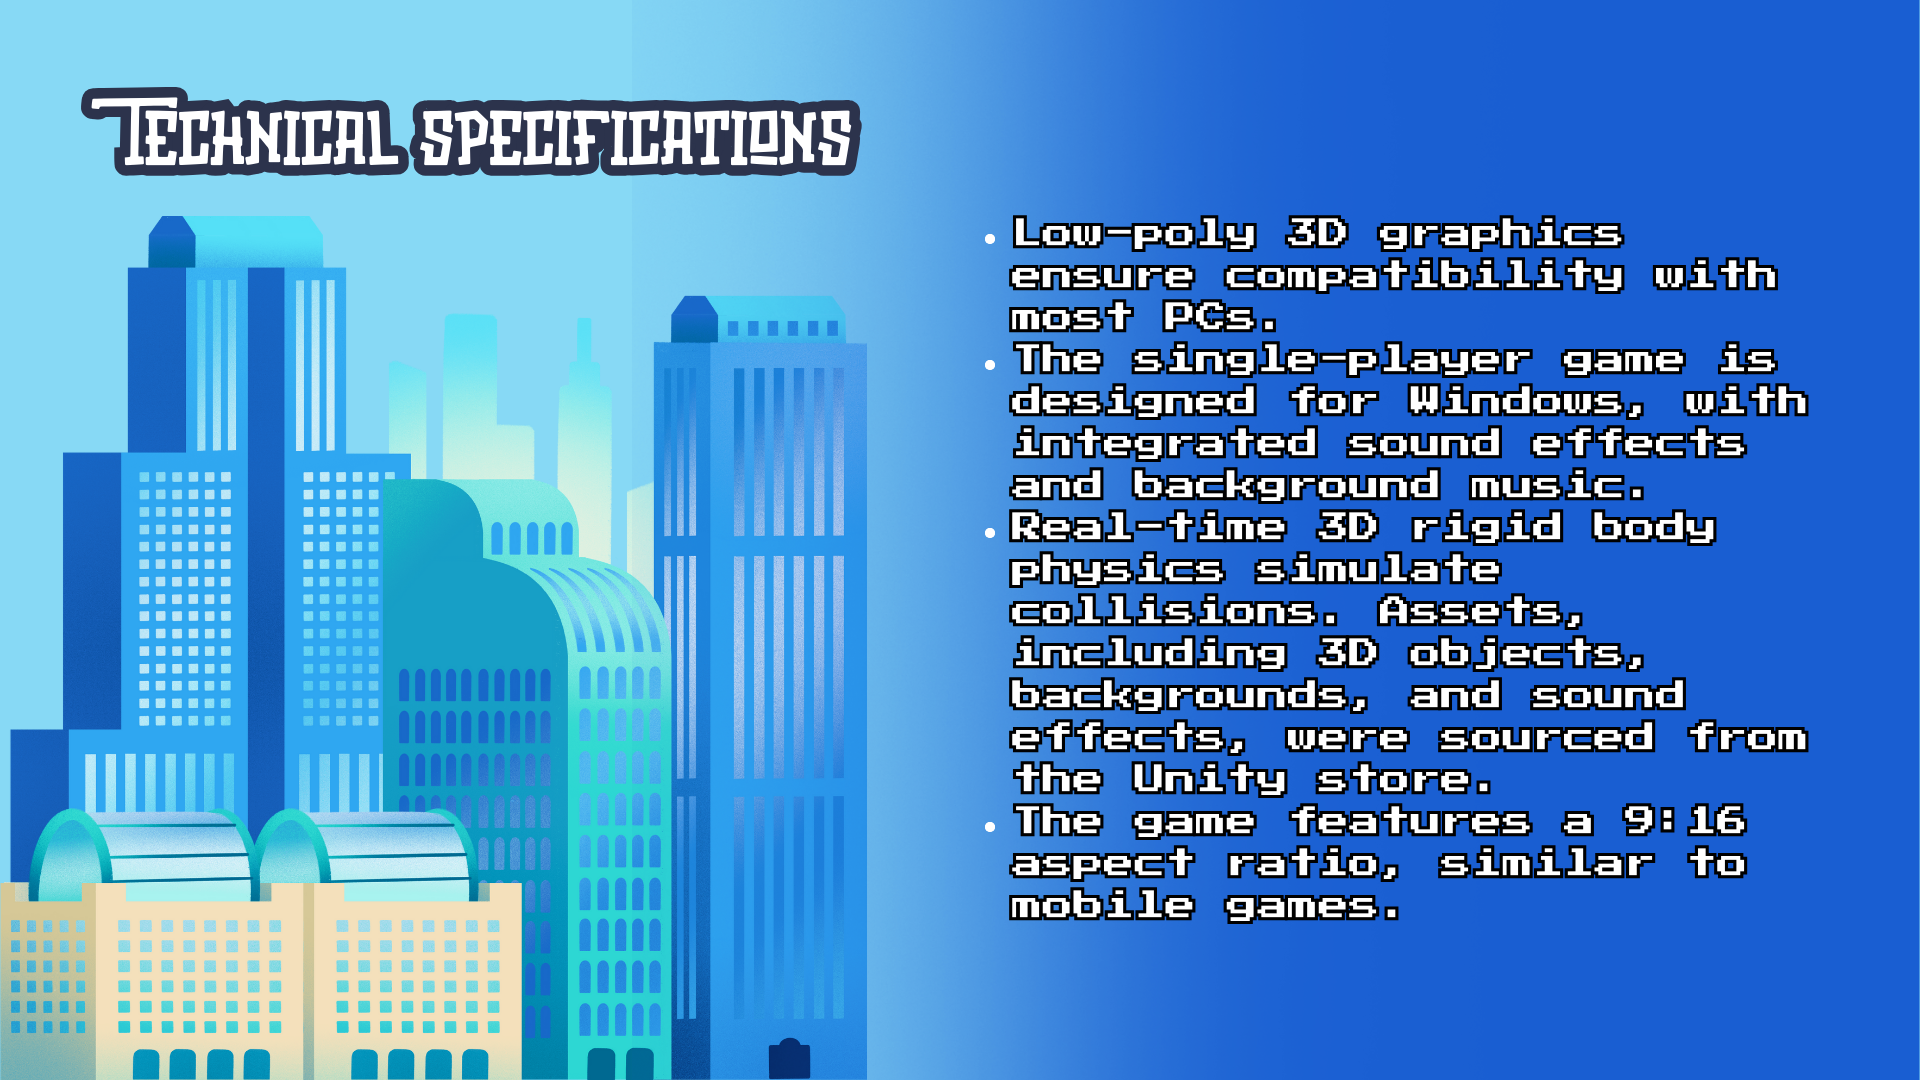 Technical specifications
• Low-poly 3D graphics
ensure compatibility with
most PCs.
• The single-player game is
designed for Windows, with
integrated sound effects
and background music.
• Real-time 3D rigid body
physics simulate
collisions. Assets,
including 3D objects,
backgrounds, and sound
effects, were sourced from
the Unity store.
• The game features a 9:16
aspect ratio, similar to
mobile games.